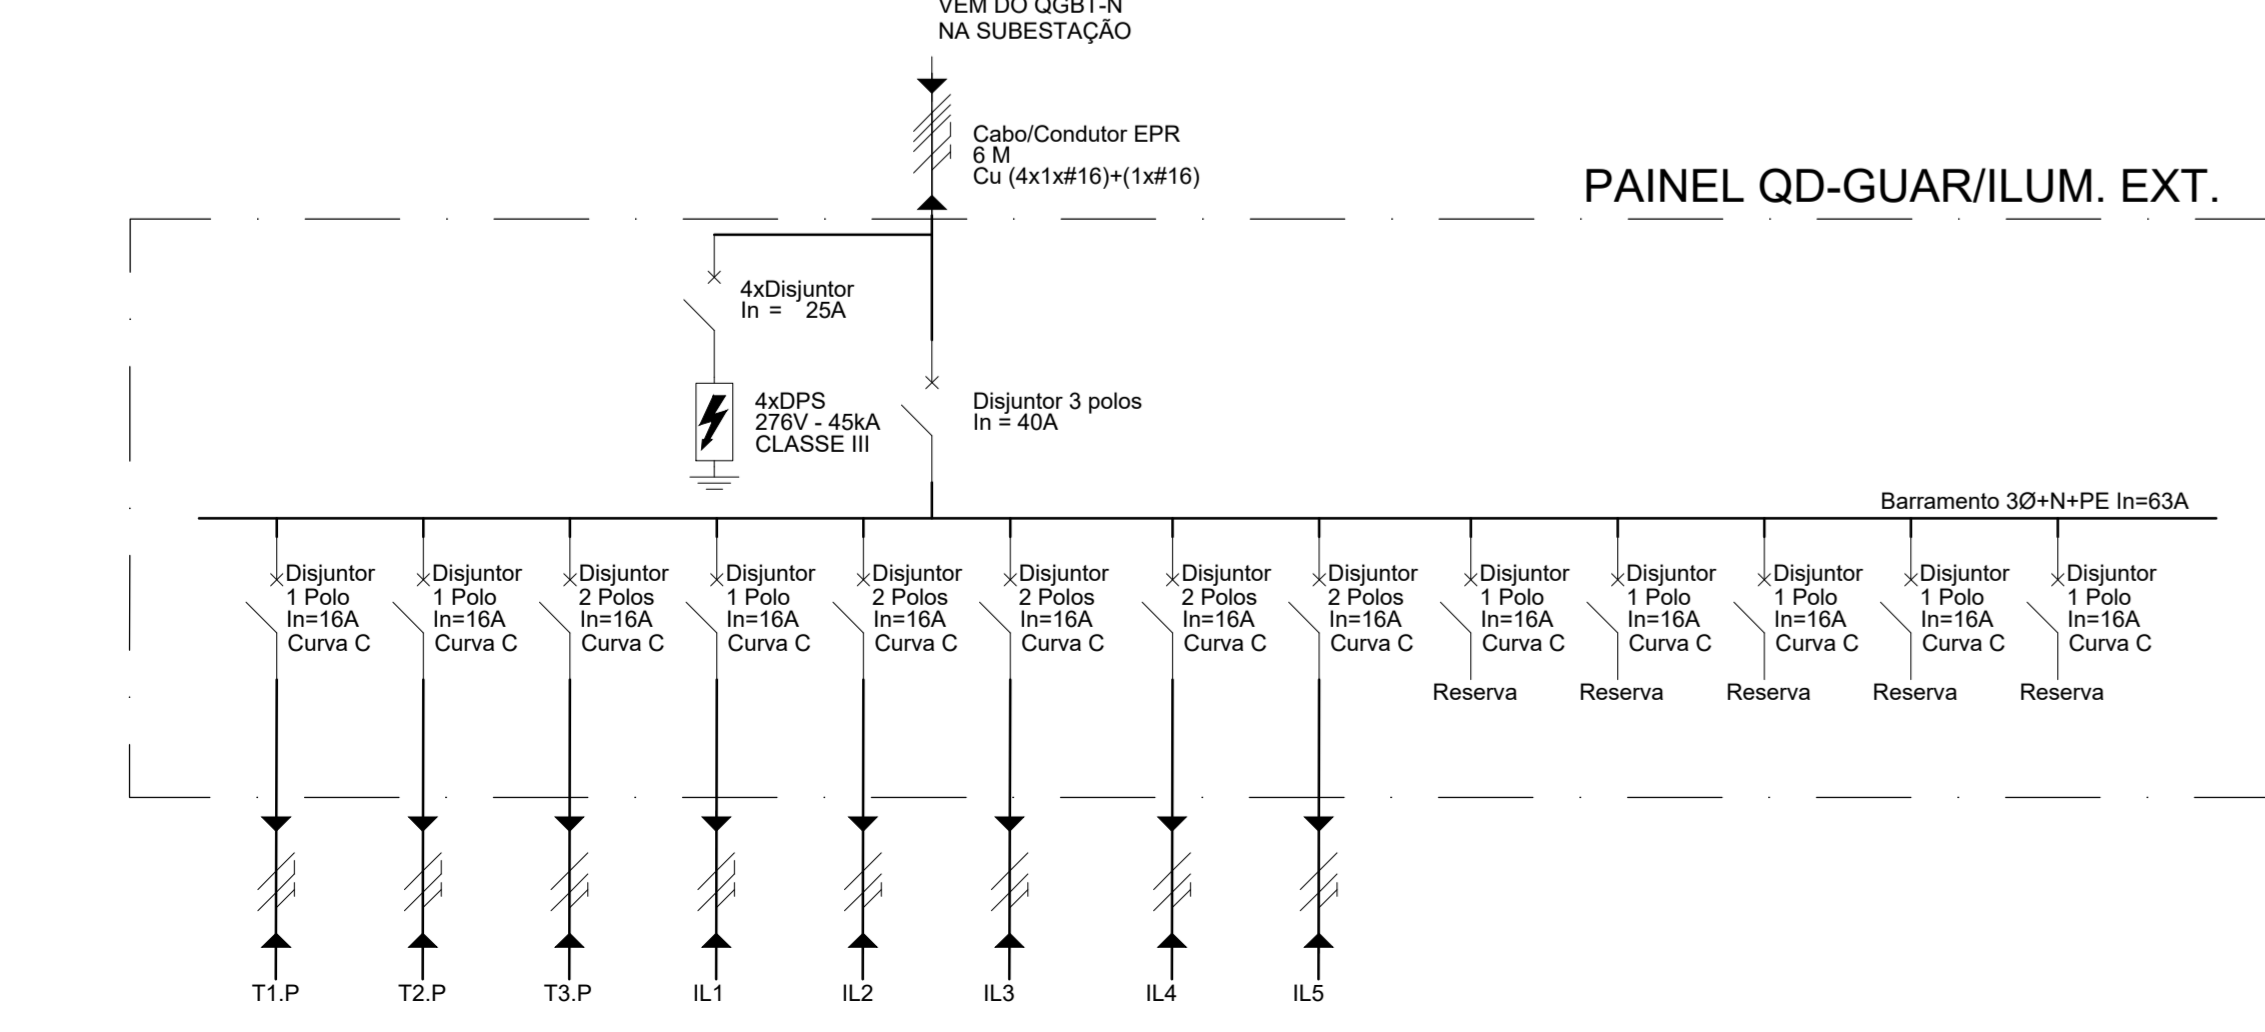 VEM DO QGBT-N
NA SUBESTAÇÃO
Cabo/Condutor EPR
6 M
Cu (4x1x#16)+(1x#16)
PAINEL QD-GUAR/ILUM. EXT.
4xDisjuntor
In = 25A
4xDPS
276V - 45kA
CLASSE III
Disjuntor 3 polos
In = 40A
Barramento 3Ø+N+PE In=63A
Disjuntor
1 Polo
In=16A
Curva C
Disjuntor
1 Polo
In=16A
Curva C
Disjuntor
2 Polos
In=16A
Curva C
Disjuntor
1 Polo
In=16A
Curva C
Disjuntor
2 Polos
In=16A
Curva C
Disjuntor
2 Polos
In=16A
Curva C
Disjuntor
2 Polos
In=16A
Curva C
Disjuntor
2 Polos
In=16A
Curva C
Disjuntor
1 Polo
In=16A
Curva C
Reserva
Disjuntor
1 Polo
In=16A
Curva C
Reserva
Disjuntor
1 Polo
In=16A
Curva C
Reserva
Disjuntor
1 Polo
In=16A
Curva C
Reserva
Disjuntor
1 Polo
In=16A
Curva C
Reserva
T1.P
T2.P
T3.P
IL1
IL2
IL3
IL4
IL5